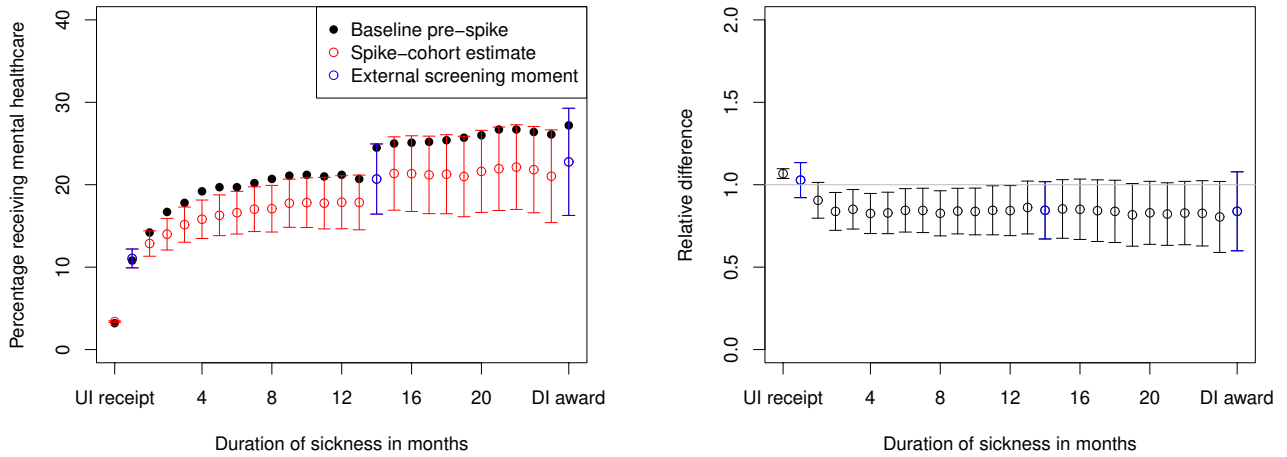 Percentage receiving mental healthcare
40
30
20
10
0
Baseline pre−spike
Spike−cohort estimate
External screening moment
UI receipt 4 8 12 16 20 DI award
Duration of sickness in months
Relative difference
2.0
1.5
1.0
0.5
0.0
UI receipt 4 8 12 16 20 DI award
Duration of sickness in months